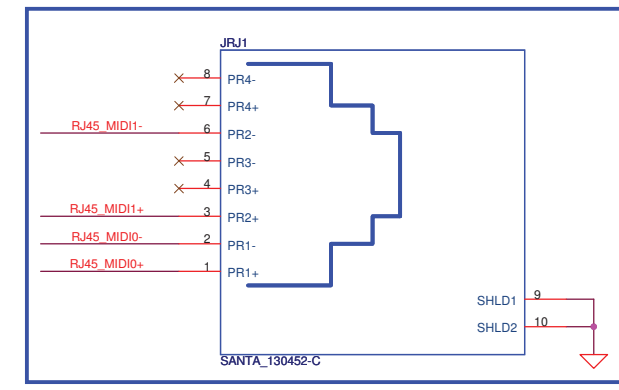 JRJ1
8 PR4-
7 PR4+
RJ45_MIDI1- 6 PR2-
5 PR3-
4 PR3+
RJ45_MIDI1+ 3 PR2+
RJ45_MIDI0- 2 PR1-
RJ45_MIDI0+ 1 PR1+
SHLD1 9
SHLD2 10
SANTA_130452-C